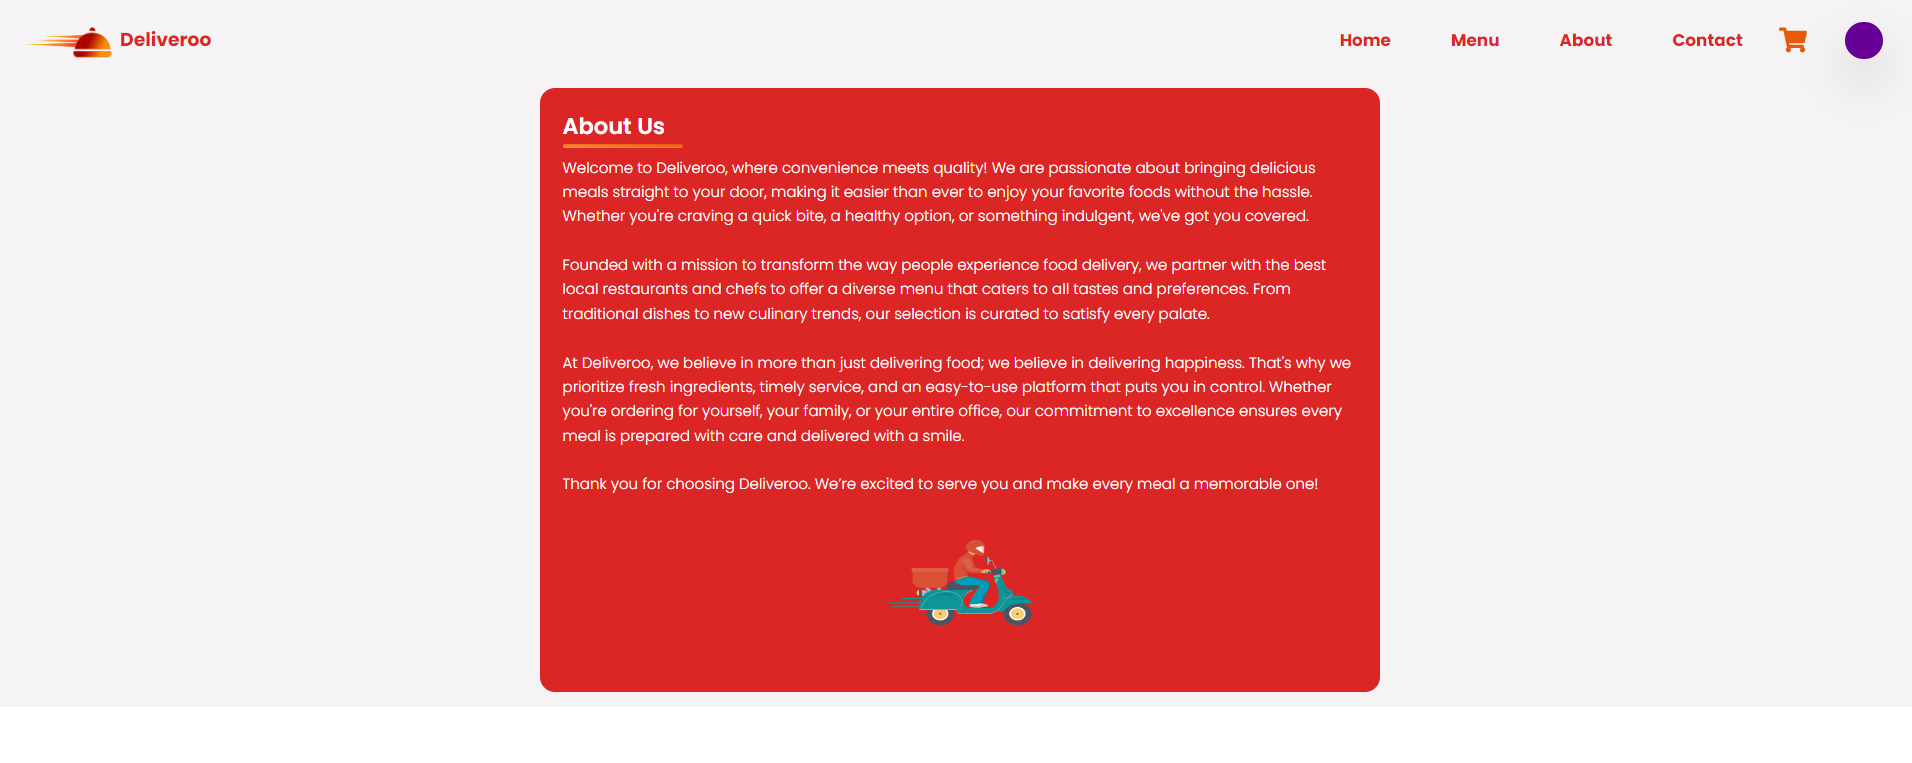 Deliveroo
Home
Menu
About
Contact
About Us
Welcome to Deliveroo, where convenience meets quality! We are passionate about bringing delicious
meals straight to your door, making it easier than ever to enjoy your favorite foods without the hassle.
Whether you're craving a quick bite, a healthy option, or something indulgent, we've got you covered.
Founded with a mission to transform the way people experience food delivery, we partner with the best
local restaurants and chefs to offer a diverse menu that caters to all tastes and preferences. From
traditional dishes to new culinary trends, our selection is curated to satisfy every palate.
At Deliveroo, we believe in more than just delivering food; we believe in delivering happiness. That's why we
prioritize fresh ingredients, timely service, and an easy-to-use platform that puts you in control. Whether
you're ordering for yourself, your family, or your entire office, our commitment to excellence ensures every
meal is prepared with care and delivered with a smile.
Thank you for choosing Deliveroo. We’re excited to serve you and make every meal a memorable one!